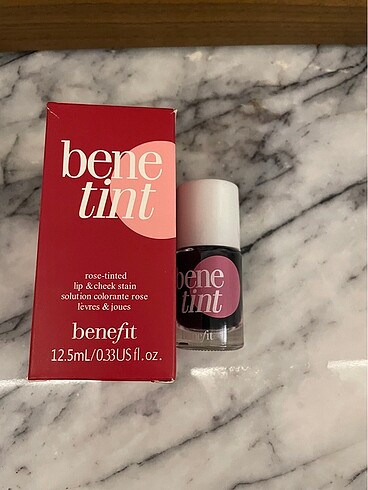 bene
tint
rose-tinted
lip & cheek stain
solution colorante rose
lèvres & joues
benefit
12.5mL/0.33US fl.oz.
bene
tint
benefit